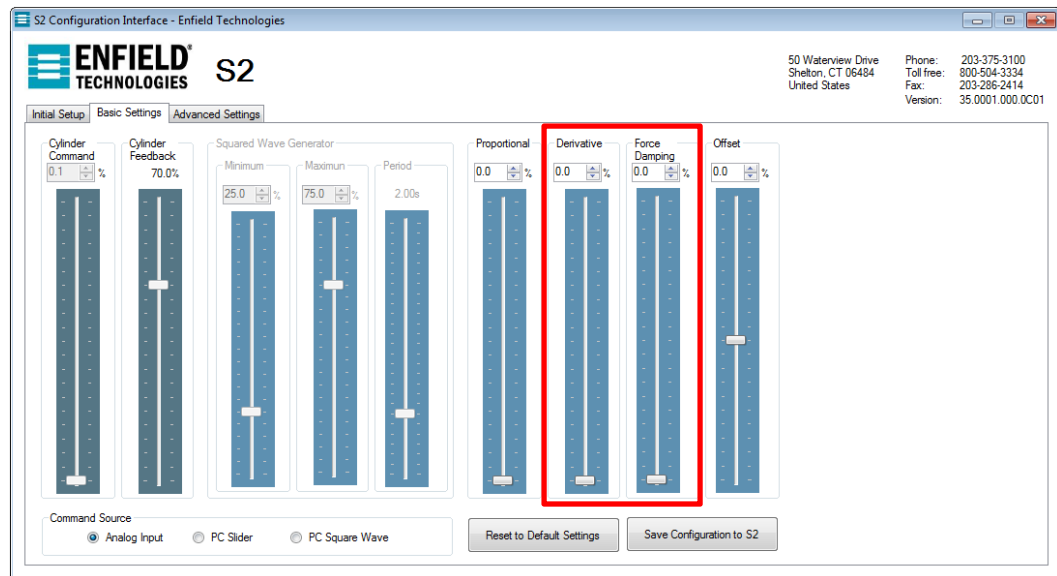 S2 Configuration Interface - Enfield Technologies
ENFIELD®
TECHNOLOGIES
S2
50 Waterview Drive
Shelton, CT 06484
United States
Phone: 203-375-3100
Toll free: 800-504-3334
Fax: 203-286-2414
Version: 35.0001.000.0C01
Initial Setup Basic Settings Advanced Settings
Cylinder Command
0.1 %
Cylinder Feedback
70.0%
Squared Wave Generator
Minimum
25.0 %
Maximun
75.0 %
Period
2.00s
Proportional
0.0 %
Derivative
0.0 %
Force Damping
0.0 %
Offset
0.0 %
Command Source
Analog Input PC Slider PC Square Wave
Reset to Default Settings
Save Configuration to S2